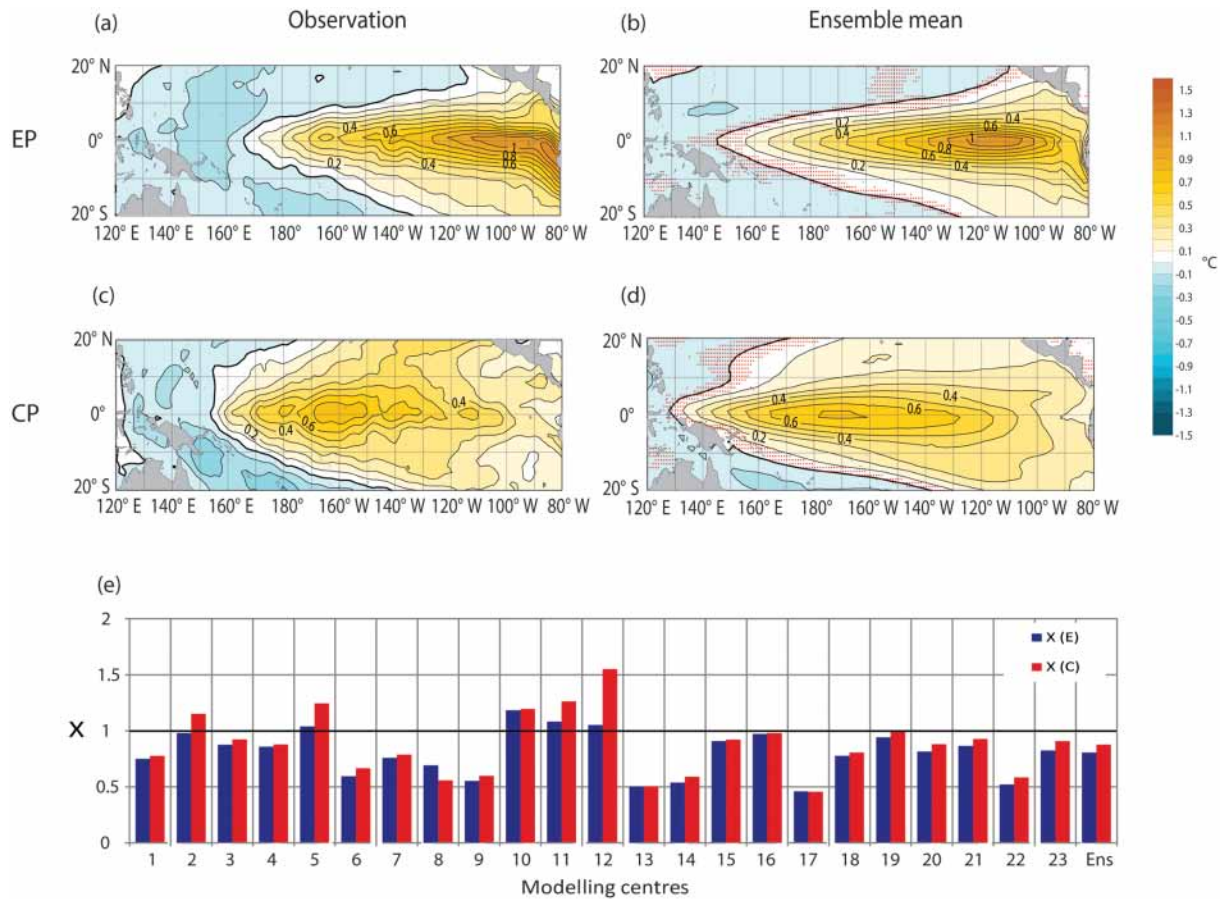 (a) Observation (b) Ensemble mean
EP
20° N
0°
20° S
0.4 0.6 1 0.8 0.6 0.2 0.4
120° E 140° E 160° E 180° 160° W 140° W 120° W 100° W 80° W
0.2 0.4 0.6 0.4 1 0.8 0.6 0.4 0.2
120° E 140° E 160° E 180° 160° W 140° W 120° W 100° W 80° W
1.5
1.3
1.1
0.9
0.7
0.5
0.3
0.1
-0.1
-0.3
-0.5
-0.7
-0.9
-1.1
-1.3
-1.5
°C
(c) (d)
CP
20° N
0°
20° S
0.2 0.4 0.6 0.4
120° E 140° E 160° E 180° 160° W 140° W 120° W 100° W 80° W
0.4 0.6 0.6 0.2 0.4
120° E 140° E 160° E 180° 160° W 140° W 120° W 100° W 80° W
(e)
2
1.5
1
0.5
0
X
X (E)
X (C)
1 2 3 4 5 6 7 8 9 10 11 12 13 14 15 16 17 18 19 20 21 22 23 Ens
Modelling centres